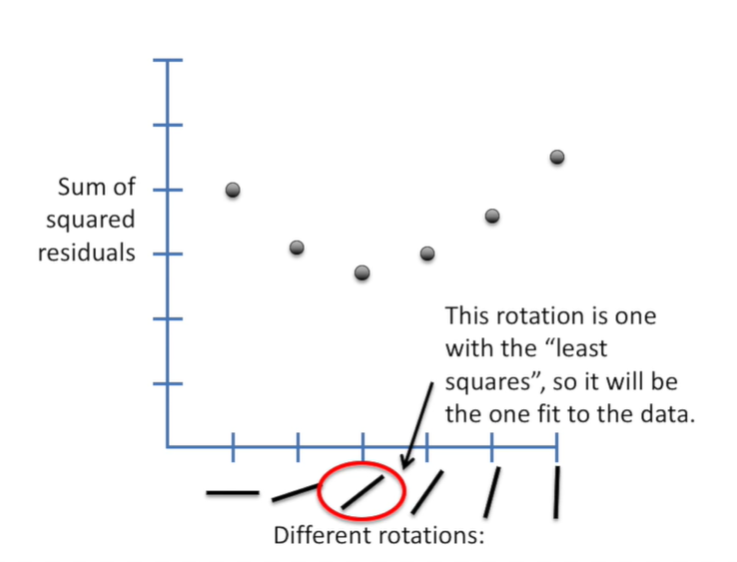 Sum of
squared
residuals
This rotation is one
with the “least
squares”, so it will be
the one fit to the data.
Different rotations: